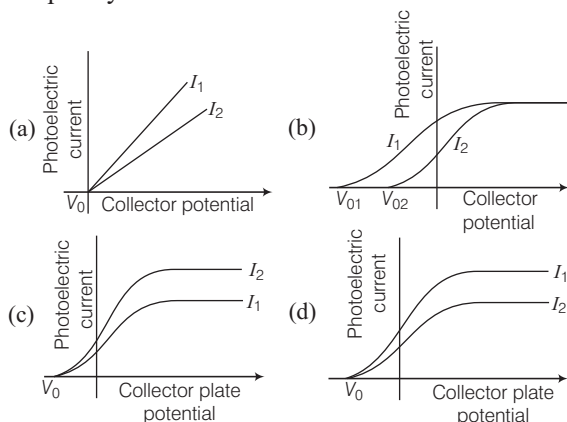 (a)
Photoelectric
current
I1
I2
V0
Collector potential
(b)
Photoelectric
current
I1
I2
V01
V02
Collector
potential
(c)
Photoelectric
current
I2
I1
V0
Collector plate
potential
(d)
Photoelectric
current
I1
I2
V0
Collector plate
potential